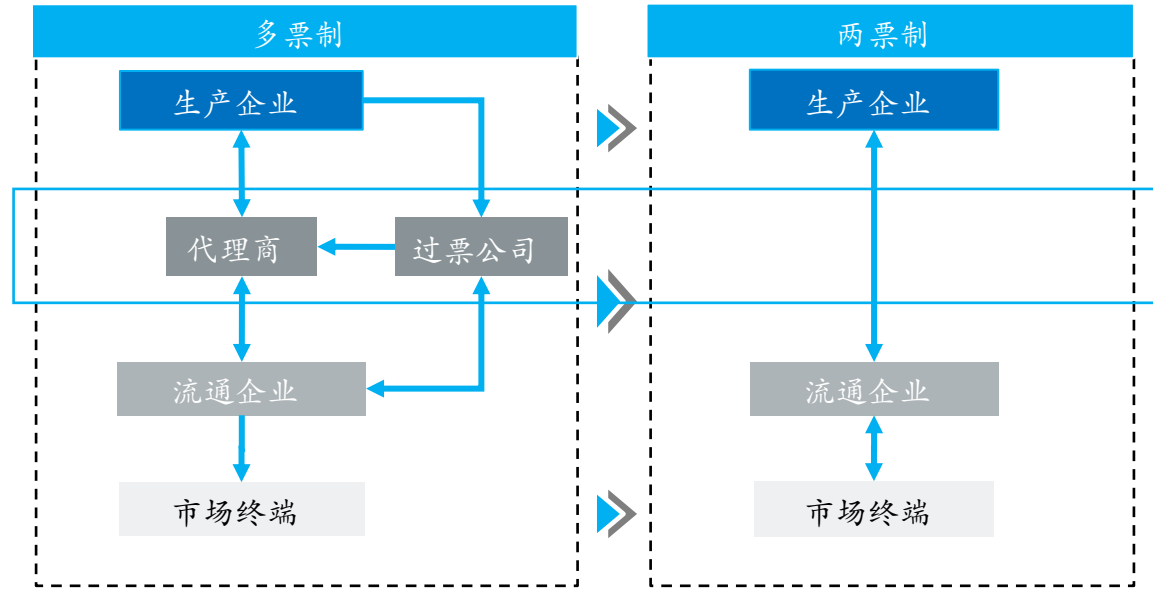 多票制
两票制
生产企业
生产企业
代理商
过票公司
流通企业
流通企业
市场终端
市场终端